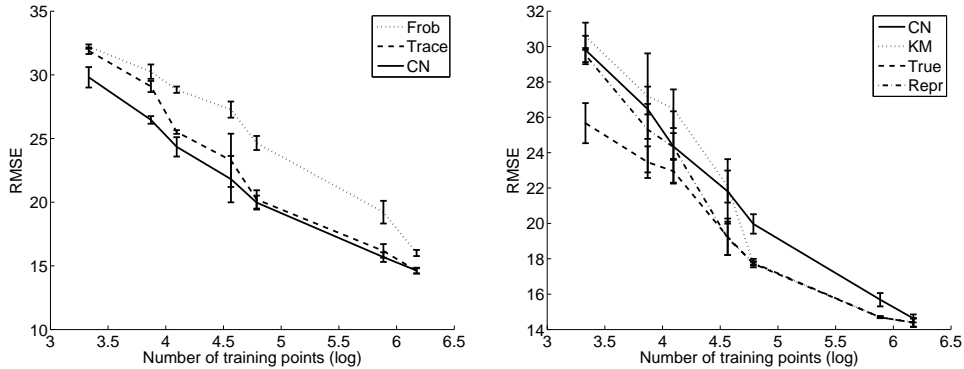 35
30
25
20
15
10
RMSE
3
3.5
4
4.5
5
5.5
6
6.5
Number of training points (log)
Frob
Trace
CN
32
30
28
26
24
22
20
18
16
14
RMSE
3
3.5
4
4.5
5
5.5
6
6.5
Number of training points (log)
CN
KM
True
Repr